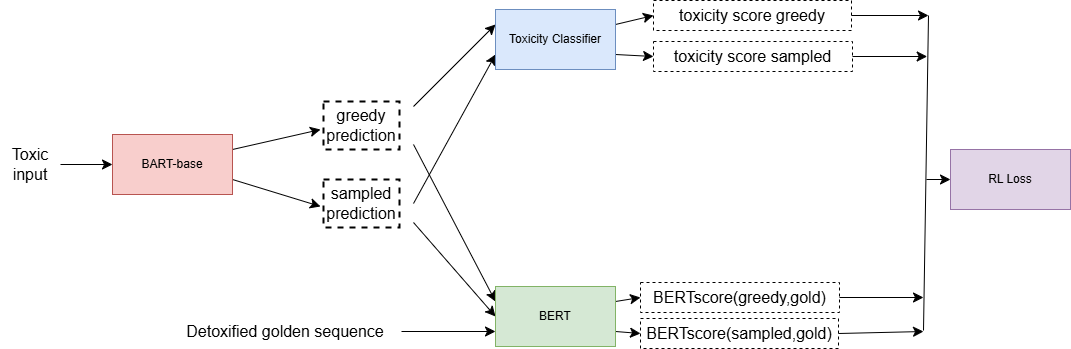 Toxic
input
BART-base
greedy
prediction
sampled
prediction
Detoxified golden sequence
Toxicity Classifier
BERT
toxicity score greedy
toxicity score sampled
BERTscore(greedy,gold)
BERTscore(sampled,gold)
RL Loss